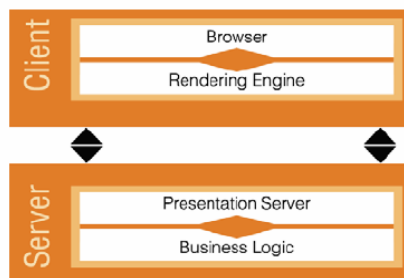 Client
Browser
Rendering Engine
Server
Presentation Server
Business Logic